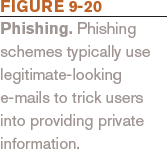 FIGURE 9-20
Phishing. Phishing
schemes typically use
legitimate-looking
e-mails to trick users
into providing private
information.